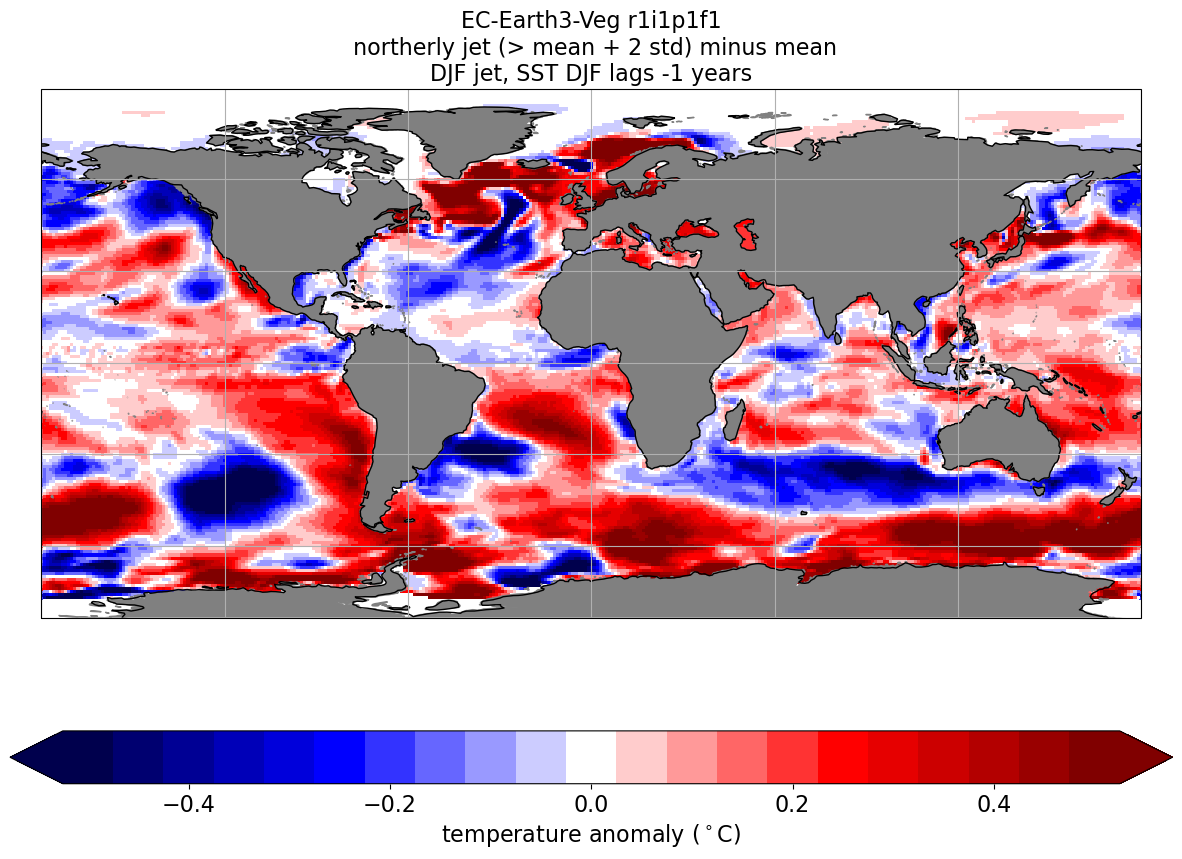 EC-Earth3-Veg r1i1p1f1
northerly jet (> mean + 2 std) minus mean
DJF jet, SST DJF lags -1 years
−0.4 −0.2 0.0 0.2 0.4
temperature anomaly (°C)